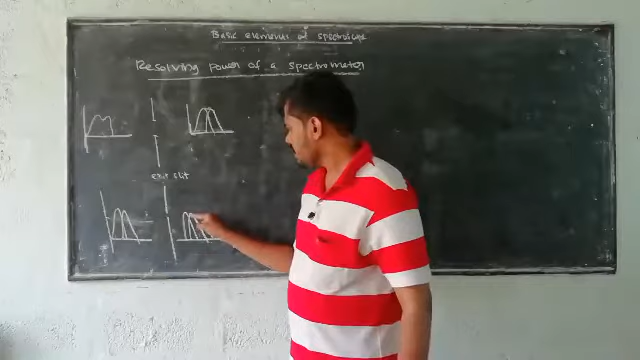 Basic elements of spectroscope
Resolving power of a spectrometer
exit slit